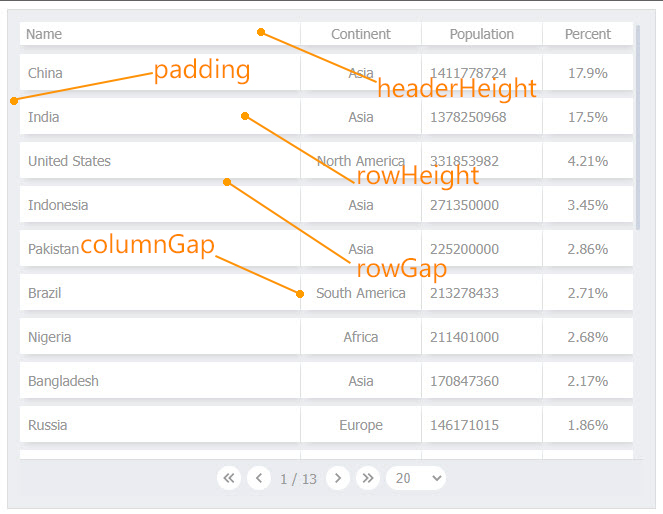 Name Continent Population Percent
padding
China Asia 1411778724 17.9%
headerHeight
India Asia 1378250968 17.5%
United States North America 331853982 4.21%
rowHeight
Indonesia Asia 271350000 3.45%
Pakistan Asia 225200000 2.86%
columnGap
rowGap
Brazil South America 213278433 2.71%
Nigeria Africa 211401000 2.68%
Bangladesh Asia 170847360 2.17%
Russia Europe 146171015 1.86%
1 / 13 20